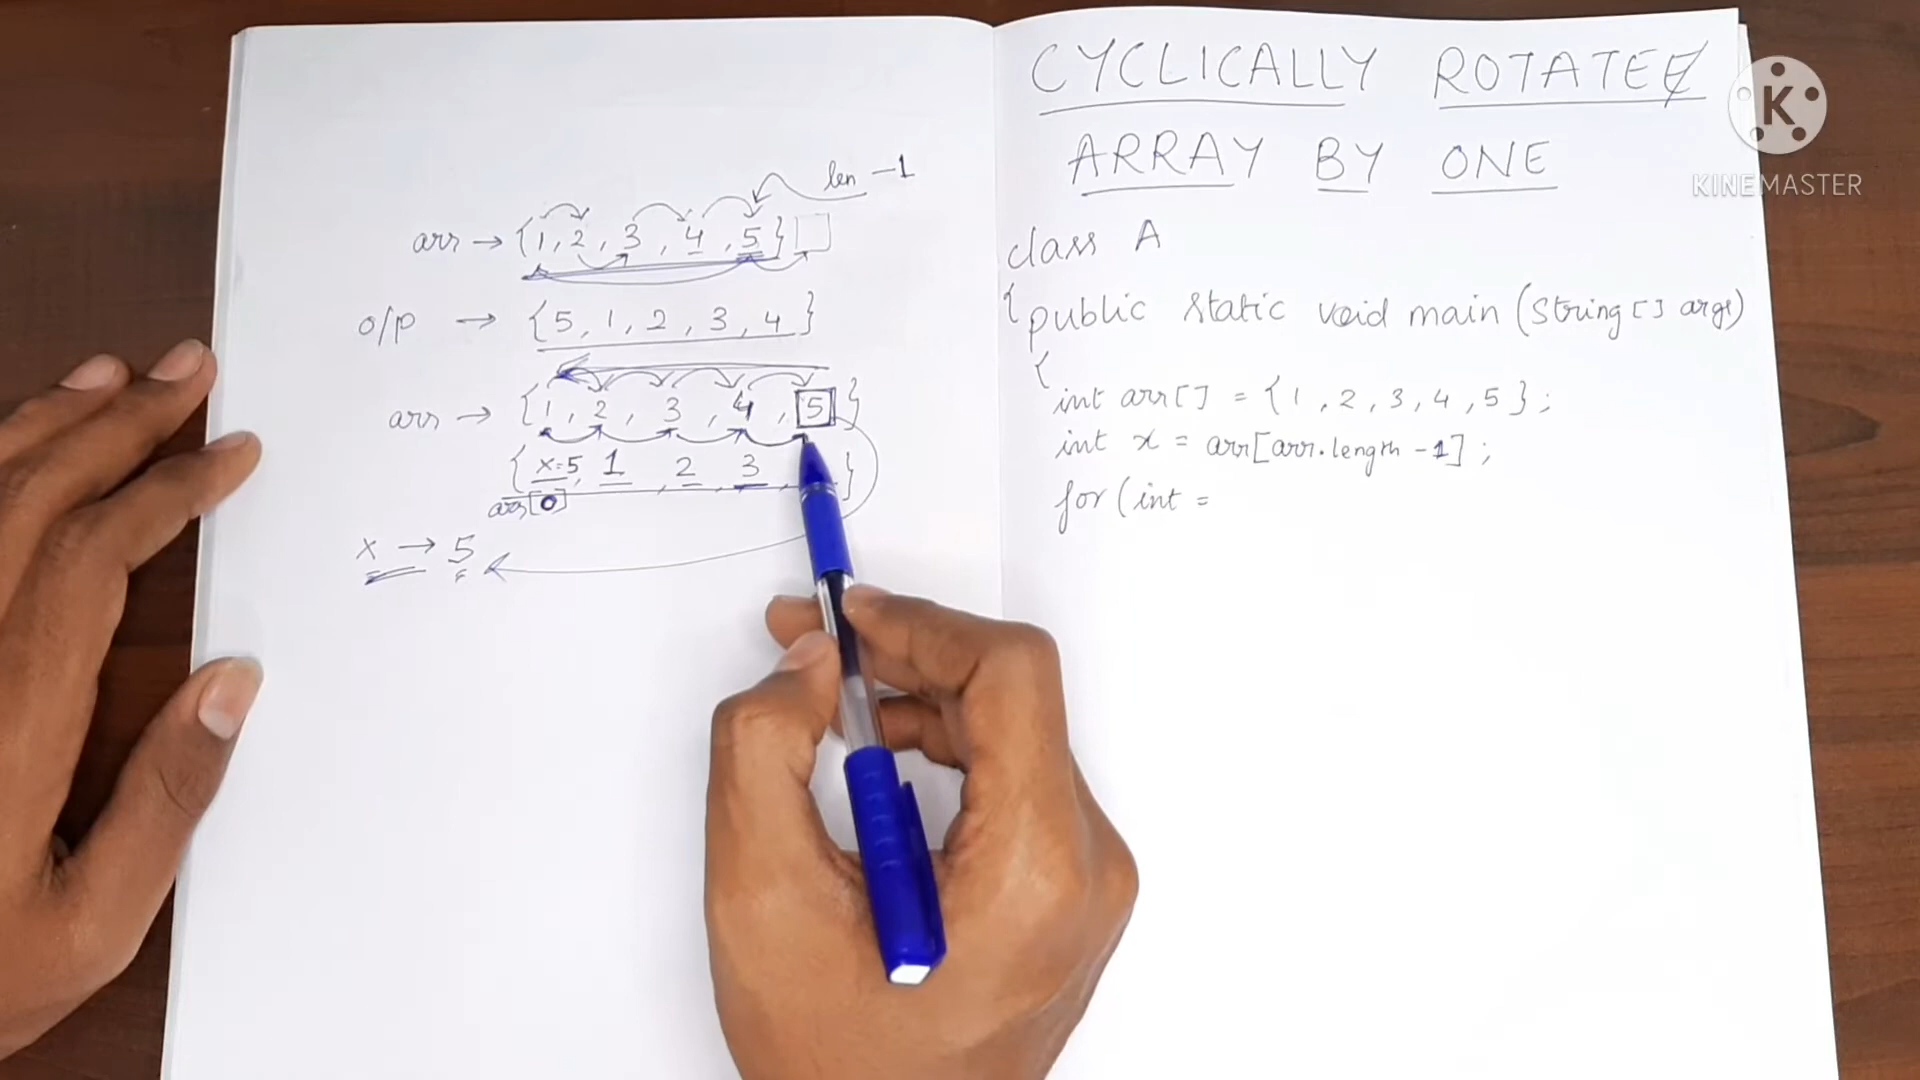 len -1
arr → {1, 2, 3, 4, 5}
o/p → {5, 1, 2, 3, 4}
arr → {1, 2, 3, 4, 5}
{x=5, 1, 2, 3, }
arr[0]
x → 5
CYCLICALLY ROTATE
ARRAY BY ONE
class A
{ public static void main (String [] args)
{
int arr[] = {1, 2, 3, 4, 5};
int x = arr[arr.length -1];
for (int =
K
KINEMASTER